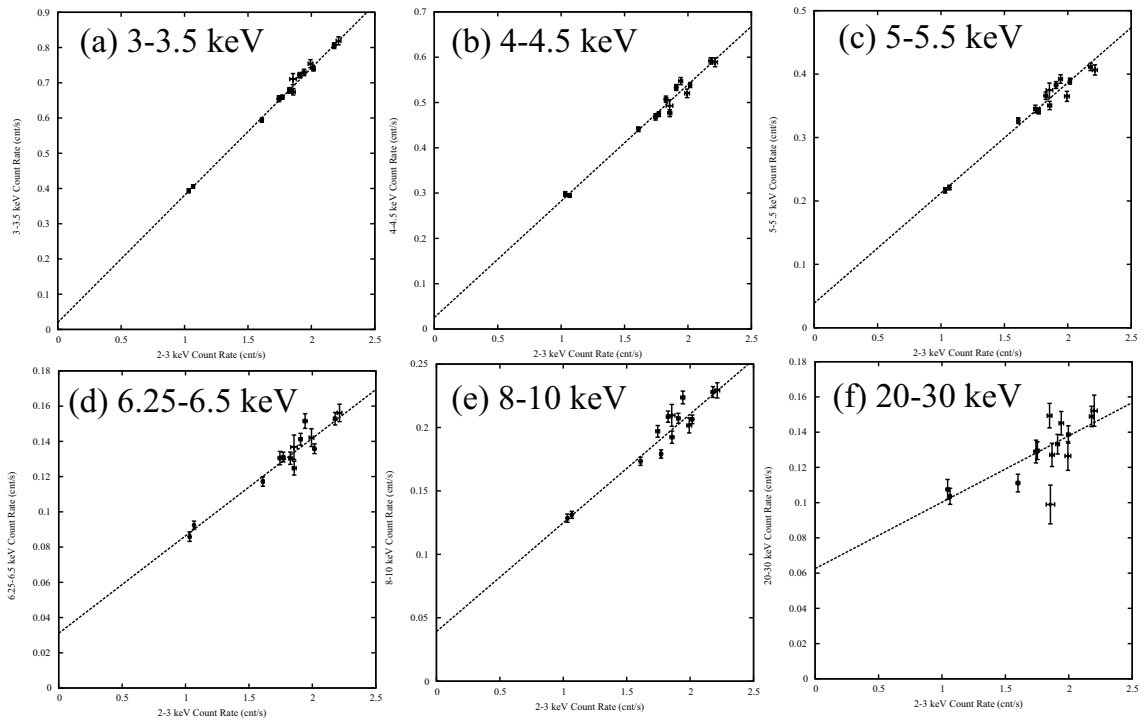 (a) 3-3.5 keV
3-3.5 keV Count Rate (cnt/s)
0.9
0.8
0.7
0.6
0.5
0.4
0.3
0.2
0.1
0
0 0.5 1 1.5 2 2.5
2-3 keV Count Rate (cnt/s)
(b) 4-4.5 keV
4-4.5 keV Count Rate (cnt/s)
0.7
0.6
0.5
0.4
0.3
0.2
0.1
0
0 0.5 1 1.5 2 2.5
2-3 keV Count Rate (cnt/s)
(c) 5-5.5 keV
5-5.5 keV Count Rate (cnt/s)
0.5
0.4
0.3
0.2
0.1
0
0 0.5 1 1.5 2 2.5
2-3 keV Count Rate (cnt/s)
(d) 6.25-6.5 keV
6.25-6.5 keV Count Rate (cnt/s)
0.18
0.16
0.14
0.12
0.1
0.08
0.06
0.04
0.02
0
0 0.5 1 1.5 2 2.5
2-3 keV Count Rate (cnt/s)
(e) 8-10 keV
8-10 keV Count Rate (cnt/s)
0.25
0.2
0.15
0.1
0.05
0
0 0.5 1 1.5 2 2.5
2-3 keV Count Rate (cnt/s)
(f) 20-30 keV
20-30 keV Count Rate (cnt/s)
0.18
0.16
0.14
0.12
0.1
0.08
0.06
0.04
0.02
0
0 0.5 1 1.5 2 2.5
2-3 keV Count Rate (cnt/s)